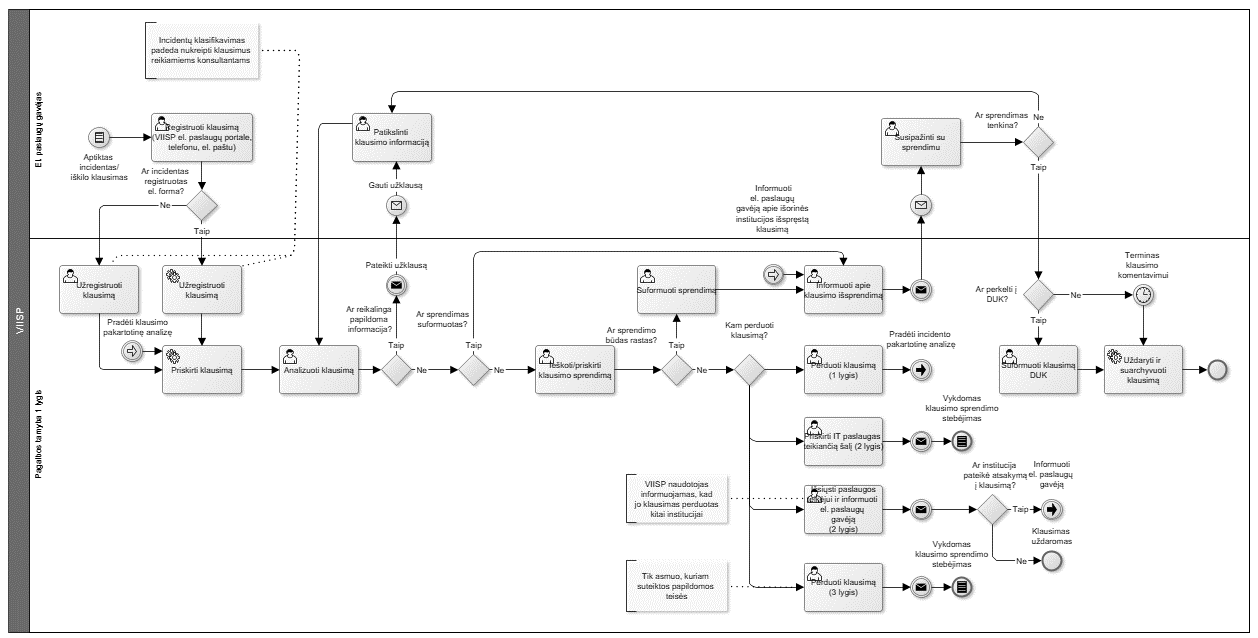 VIISP
El. paslaugų gavėjas
Incidentų klasifikavimas
padeda nukreipti klausimus
reikiamiems konsultantams
Aptiktas
incidentas/
iškilo klausimas
Registruoti klausimą
(VIISP el. paslaugų portale,
telefonu, el. paštu)
Ar incidentas
registruotas
el. forma?
Ne
Taip
Patikslinti
klausimo informaciją
Gauti užklausą
Informuoti
el. paslaugų
gavėją apie išorinės
institucijos išspręstą
klausimą
Susipažinti su
sprendimu
Ar sprendimas
tenkina?
Ne
Taip
Pagalbos tarnyba 1 lygis
Užregistruoti
klausimą
Užregistruoti
klausimą
Pradėti klausimo
pakartotinę analizę
Priskirti klausimą
Analizuoti klausimą
Pateikti užklausą
Ar reikalinga
papildoma
informacija?
Taip
Ne
Ar sprendimas
suformuotas?
Taip
Ne
Ieškoti/priskirti
klausimo sprendimą
Suformuoti sprendimą
Ar sprendimo
būdas rastas?
Taip
Ne
Kam perduoti
klausimą?
Informuoti apie
klausimo išsprendimą
Perduoti klausimą
(1 lygis)
Pradėti incidento
pakartotinę analizę
Priskirti IT paslaugas
teikiančią šalį (2 lygis)
Vykdomas
klausimo sprendimo
stebėjimas
VIISP naudotojas
informuojamas, kad
jo klausimas perduotas
kitai institucijai
paslaugos
ir informuoti
el. paslaugų
gavėją
(2 lygis)
Ar institucija
pateikė atsakymą
į klausimą?
Taip
Ne
Informuoti
el. paslaugų
gavėją
Klausimas
uždaromas
Tik asmuo, kuriam
suteiktos papildomos
teisės
Perduoti klausimą
(3 lygis)
Vykdomas
klausimo sprendimo
stebėjimas
Ar perkelti į
DUK?
Ne
Taip
Terminas
klausimo
komentavimui
Suformuoti klausimą
DUK
Uždaryti ir
suarchyvuoti
klausimą